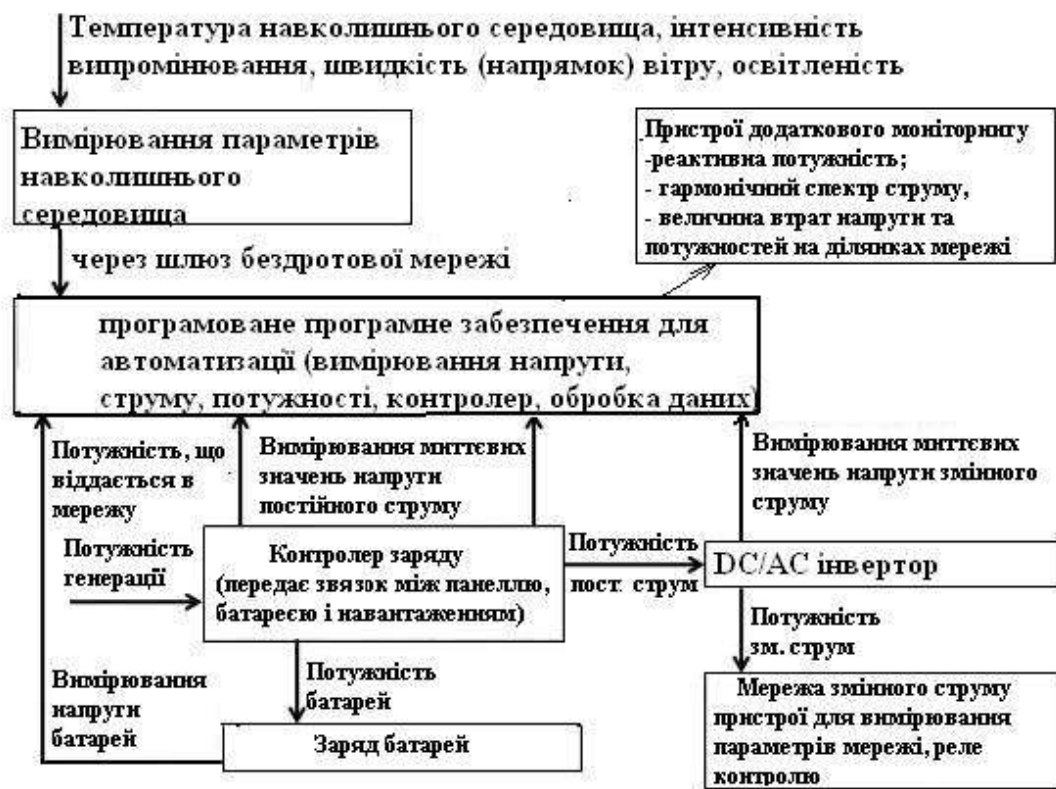 Температура навколишнього середовища, інтенсивність
випромінювання, швидкість (напрямок) вітру, освітленість
Вимірювання параметрів
навколишнього
середовища
Пристрої додаткового моніторингу
-реактивна потужність;
- гармонічний спектр струму,
- величина втрат напруги та
потужностей на ділянках мережі
через шлюз бездротової мережі
програмоване програмне забезпечення для
автоматизації (вимірювання напруги,
струму, потужності, контролер, обробка даних)
Потужність, що
віддається в
мережу
Вимірювання миттєвих
значень напруги
постійного струму
Вимірювання миттєвих
значень напруги змінного
струму
Потужність
генерації
Контролер заряду
(передає звязок між панеллю,
батареєю і навантаженням)
Потужність
пост. струм
DC/AC інвертор
Потужність
зм. струм
Вимірювання
напруги
батарей
Потужність
батарей
Заряд батарей
Мережа змінного струму
пристрої для вимірювання
параметрів мережі, реле
контролю